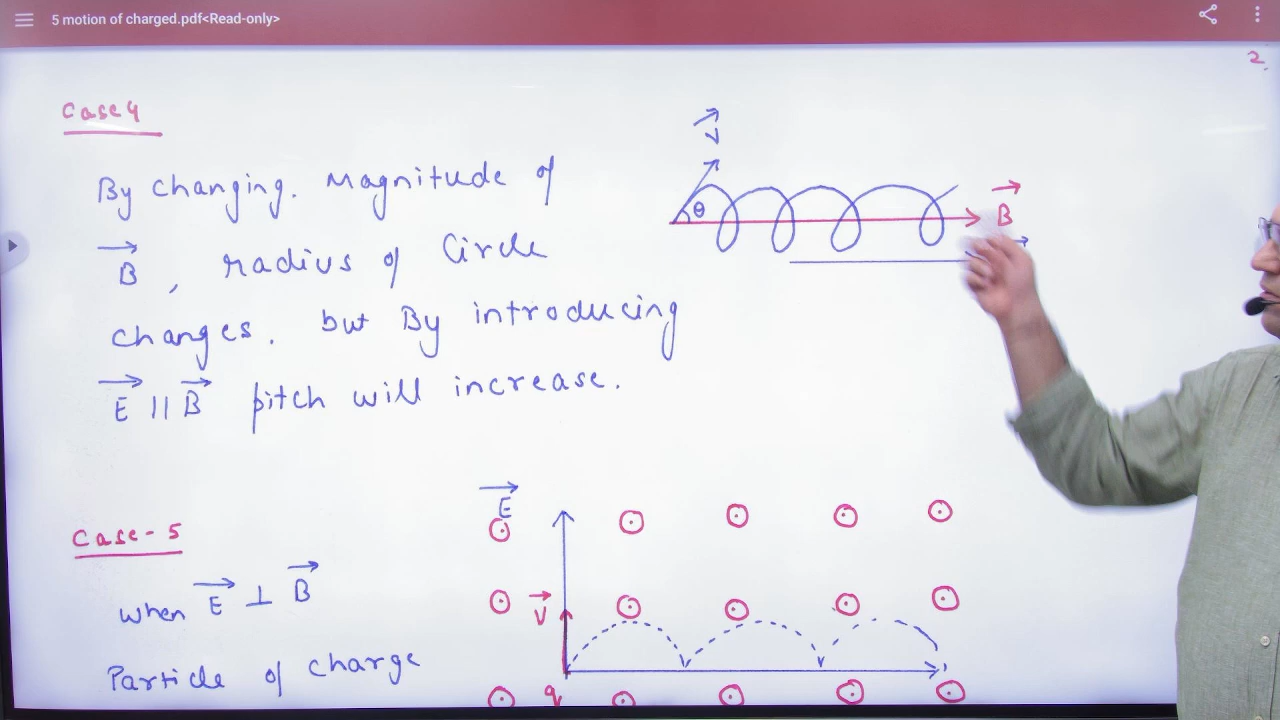 5 motion of charged.pdf<Read-only>
2.
Case 4
By changing. Magnitude of
B , radius of Circle
changes. but By introducing
E || B pitch will increase.
V
θ
B
Case - 5
when E ⊥ B
Particle of charge
E
V
q